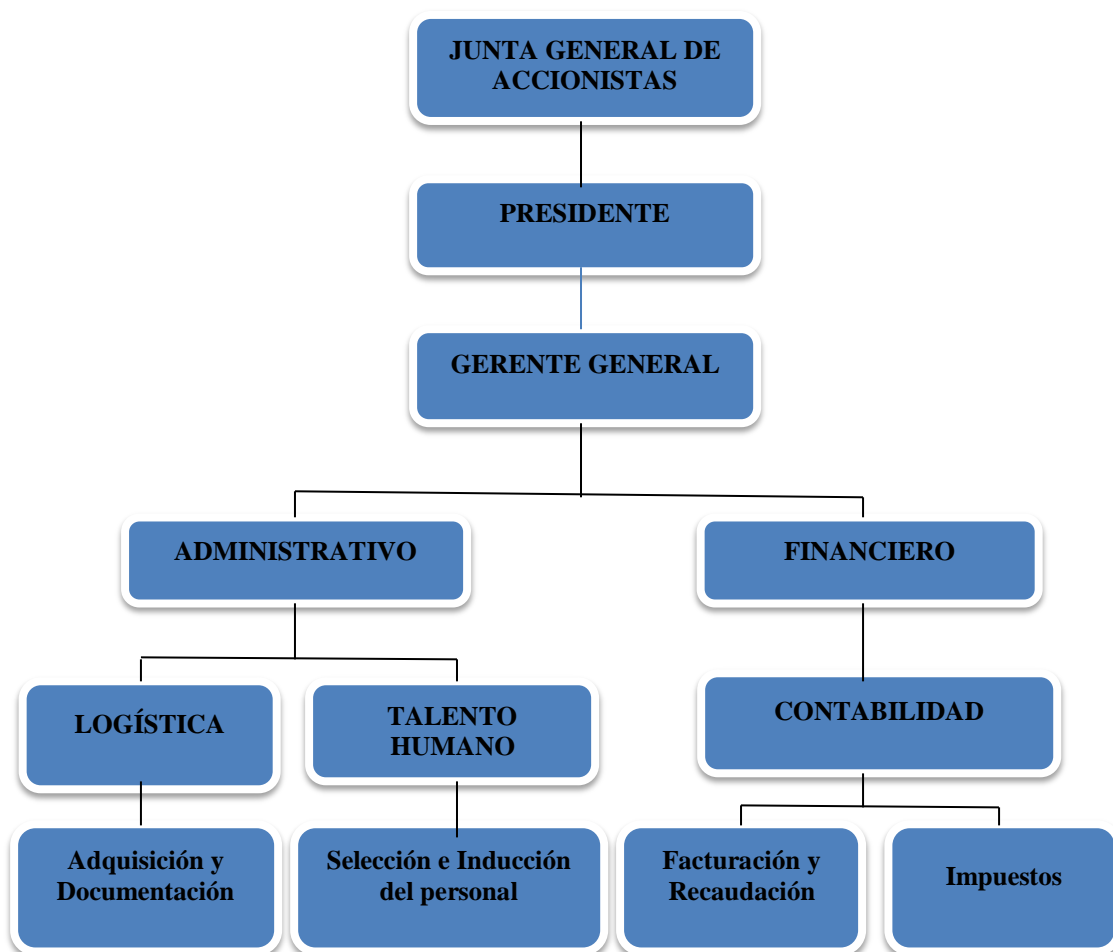 JUNTA GENERAL DE
ACCIONISTAS
PRESIDENTE
GERENTE GENERAL
ADMINISTRATIVO
FINANCIERO
LOGÍSTICA
TALENTO
HUMANO
CONTABILIDAD
Adquisición y
Documentación
Selección e Inducción
del personal
Facturación y
Recaudación
Impuestos